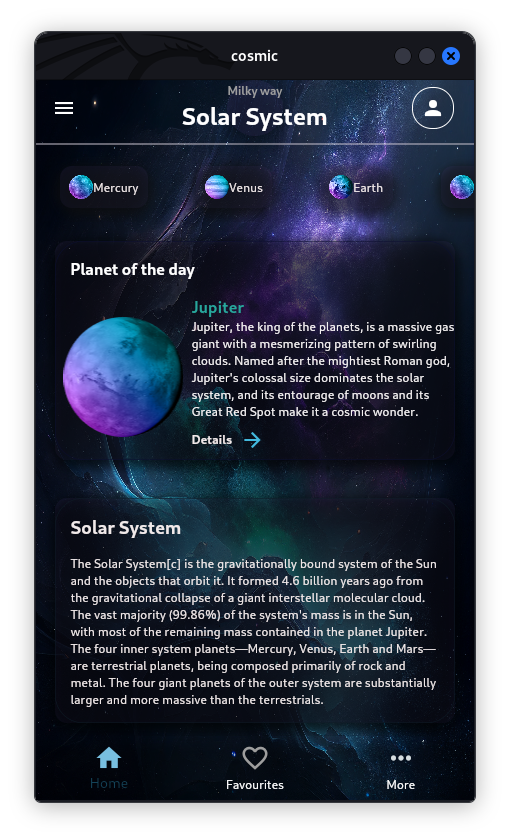 cosmic
Milky way
Solar System
Mercury
Venus
Earth
Planet of the day
Jupiter
Jupiter, the king of the planets, is a massive gas
giant with a mesmerizing pattern of swirling
clouds. Named after the mightiest Roman god,
Jupiter's colossal size dominates the solar
system, and its entourage of moons and its
Great Red Spot make it a cosmic wonder.
Details
Solar System
The Solar System[c] is the gravitationally bound system of the Sun
and the objects that orbit it. It formed 4.6 billion years ago from
the gravitational collapse of a giant interstellar molecular cloud.
The vast majority (99.86%) of the system's mass is in the Sun,
with most of the remaining mass contained in the planet Jupiter.
The four inner system planets—Mercury, Venus, Earth and Mars—
are terrestrial planets, being composed primarily of rock and
metal. The four giant planets of the outer system are substantially
larger and more massive than the terrestrials.
Home
Favourites
More